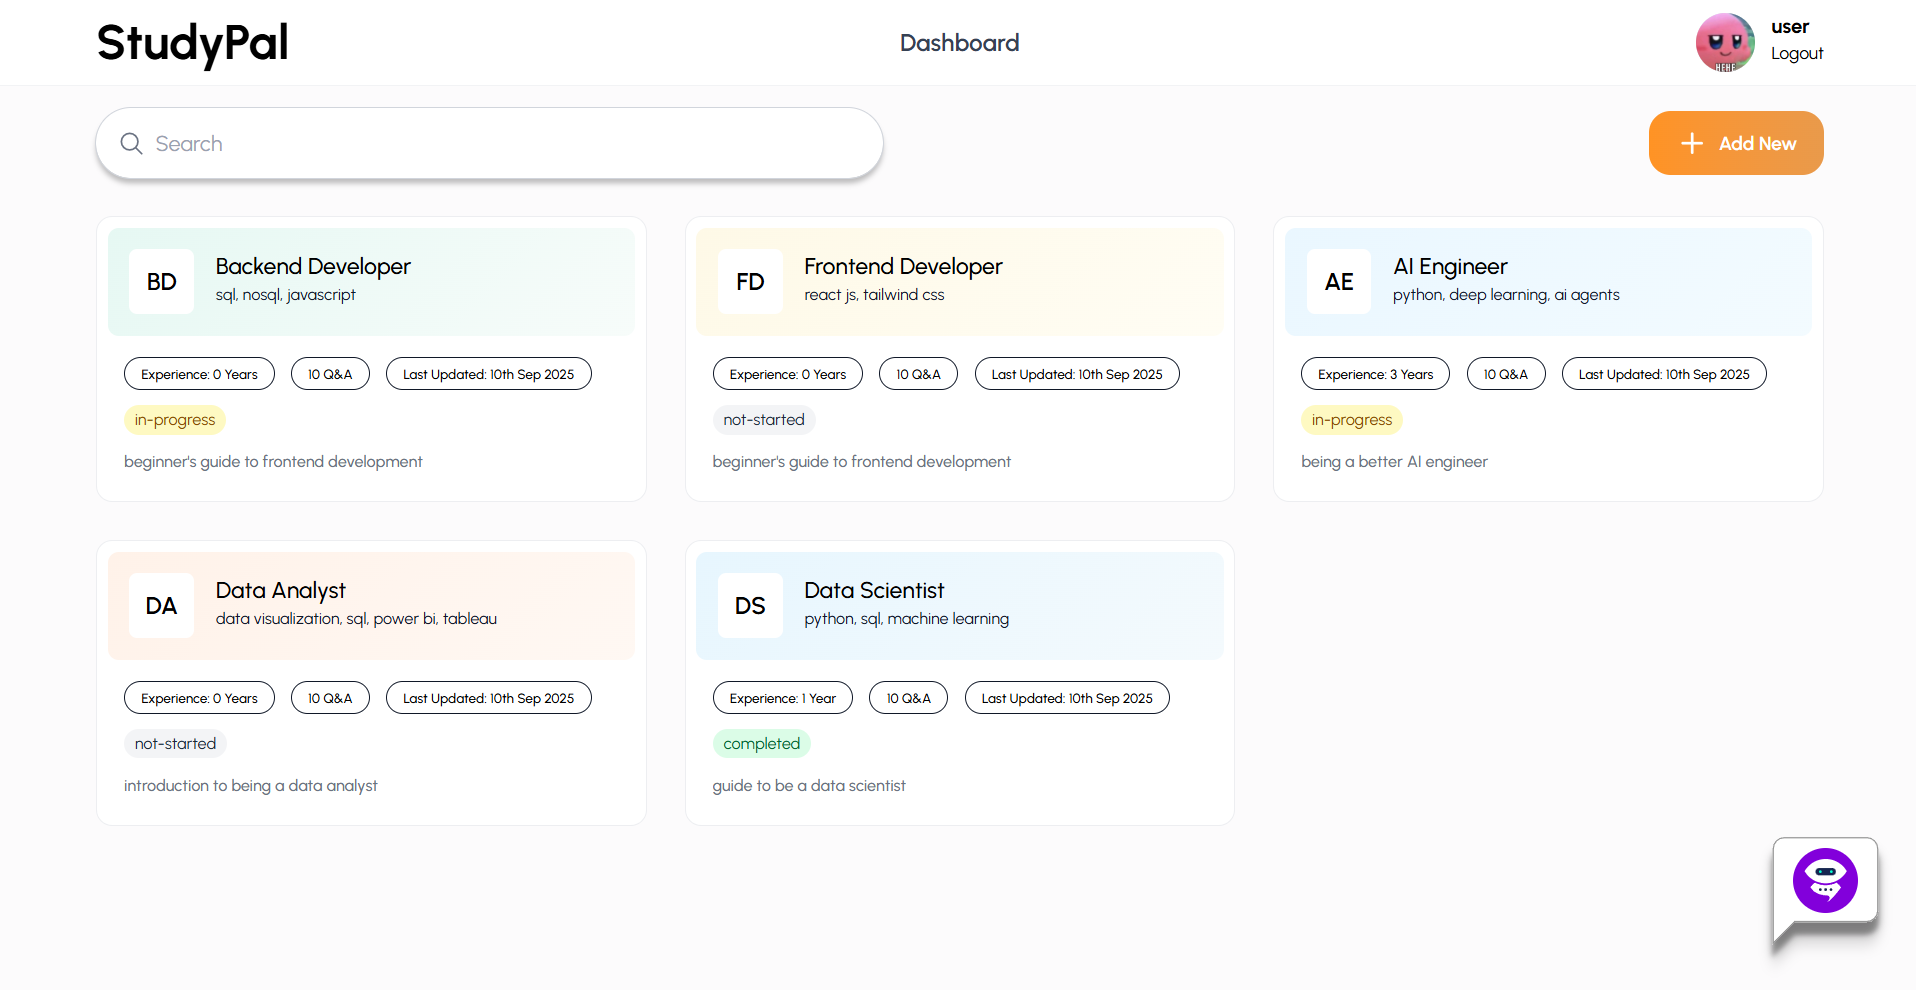 StudyPal
Dashboard
user
Logout
HEHE
Search
Add New
BD
Backend Developer
sql, nosql, javascript
Experience: 0 Years
10 Q&A
Last Updated: 10th Sep 2025
in-progress
beginner's guide to frontend development
FD
Frontend Developer
react js, tailwind css
Experience: 0 Years
10 Q&A
Last Updated: 10th Sep 2025
not-started
beginner's guide to frontend development
AE
AI Engineer
python, deep learning, ai agents
Experience: 3 Years
10 Q&A
Last Updated: 10th Sep 2025
in-progress
being a better AI engineer
DA
Data Analyst
data visualization, sql, power bi, tableau
Experience: 0 Years
10 Q&A
Last Updated: 10th Sep 2025
not-started
introduction to being a data analyst
DS
Data Scientist
python, sql, machine learning
Experience: 1 Year
10 Q&A
Last Updated: 10th Sep 2025
completed
guide to be a data scientist